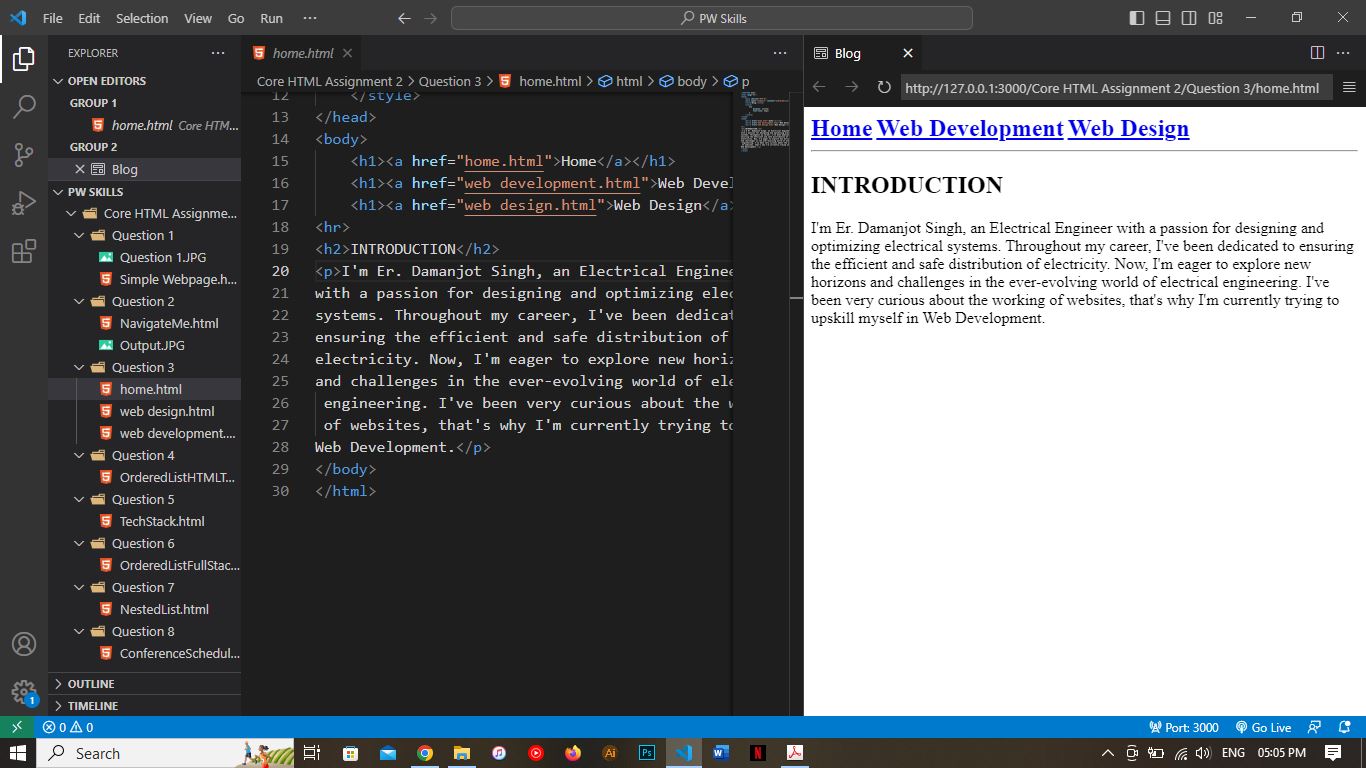 File Edit Selection View Go Run ··· PW Skills
EXPLORER ···
OPEN EDITORS
GROUP 1
home.html Core HTM...
GROUP 2
Blog
PW SKILLS
Core HTML Assignme...
Question 1
Question 1.JPG
Simple Webpage.h...
Question 2
NavigateMe.html
Output.JPG
Question 3
home.html
web design.html
web development....
Question 4
OrderedListHTMLT...
Question 5
TechStack.html
Question 6
OrderedListFullStac...
Question 7
NestedList.html
Question 8
ConferenceSchedul...
OUTLINE
TIMELINE
home.html ···
Core HTML Assignment 2 > Question 3 > home.html > html > body > p
12 </style>
13 </head>
14 <body>
15 <h1><a href="home.html">Home</a></h1>
16 <h1><a href="web development.html">Web Devel
17 <h1><a href="web design.html">Web Design</a>
18 <hr>
19 <h2>INTRODUCTION</h2>
20 <p>I'm Er. Damanjot Singh, an Electrical Enginee
21 with a passion for designing and optimizing elec
22 systems. Throughout my career, I've been dedicat
23 ensuring the efficient and safe distribution of
24 electricity. Now, I'm eager to explore new horiz
25 and challenges in the ever-evolving world of ele
26 engineering. I've been very curious about the w
27 of websites, that's why I'm currently trying to
28 Web Development.</p>
29 </body>
30 </html>
Blog ···
http://127.0.0.1:3000/Core HTML Assignment 2/Question 3/home.html
Home Web Development Web Design
INTRODUCTION
I'm Er. Damanjot Singh, an Electrical Engineer with a passion for designing and
optimizing electrical systems. Throughout my career, I've been dedicated to ensuring
the efficient and safe distribution of electricity. Now, I'm eager to explore new
horizons and challenges in the ever-evolving world of electrical engineering. I've
been very curious about the working of websites, that's why I'm currently trying to
upskill myself in Web Development.
1
0 0 Port: 3000 Go Live
Search Ai Ps W N ENG 05:05 PM